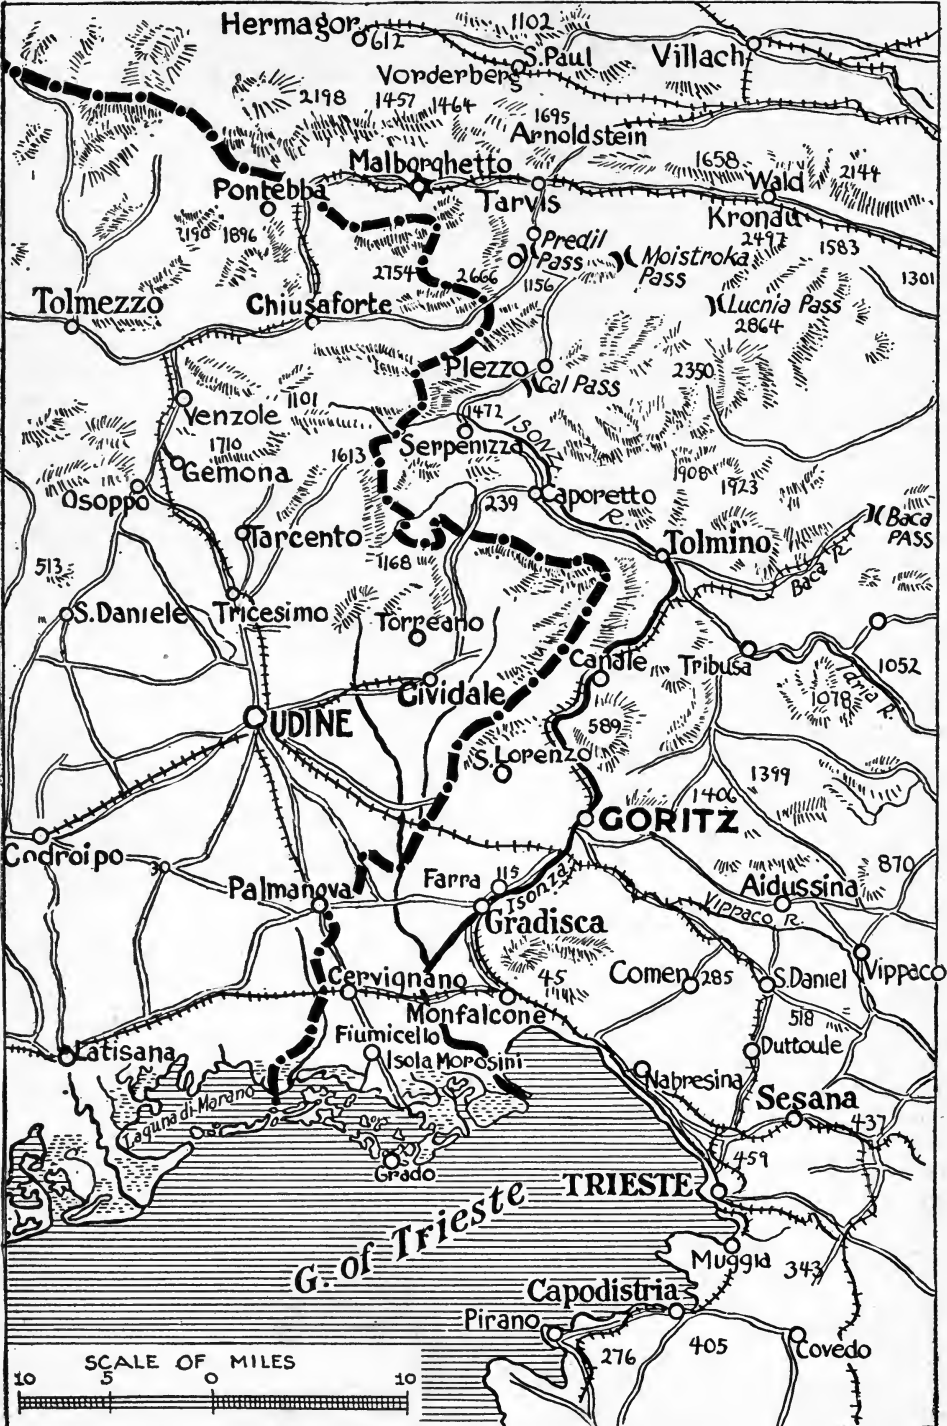 Hermagor
612
1102
S. Paul
Villach
Vorderberg
2198
1457
1464
1695
Arnoldstein
Malborghetto
1658
Wald
2144
Pontebba
Tarvis
Kronau
2190
1896
Predil
Pass
2497
1583
Moistroka
Pass
2754
2666
1156
1301
Tolmezzo
Chiusaforte
Lucnia Pass
2864
Plezzo
Cal Pass
2350
Venzole
1101
1472
ISONZ
1710
Serpenizza
1613
Gemona
1908
1923
Osoppo
239
Caporetto
R.
Baca
PASS
Tarcento
Tolmino
1168
513
Baca R.
S. Daniele
Tricesimo
Torreano
Canale
Tribusa
1052
Cividale
1078
dria R.
UDINE
589
S. Lorenzo
1399
1406
GORITZ
Codroipo
870
Farra
115
Palmanova
Isonza
Aidussina
Vippaco R.
Gradisca
Cervignano
45
Comen
285
S. Daniel
Vippaco
Monfalcone
518
Fiumicello
Latisana
Isola Morosini
Duttoule
Nabresina
Laguna di Marano
Sesana
437
459
Grado
TRIESTE
G. of Trieste
Muggia
343
Capodistria
Pirano
276
405
Covedo
SCALE OF MILES
10 5 0 10